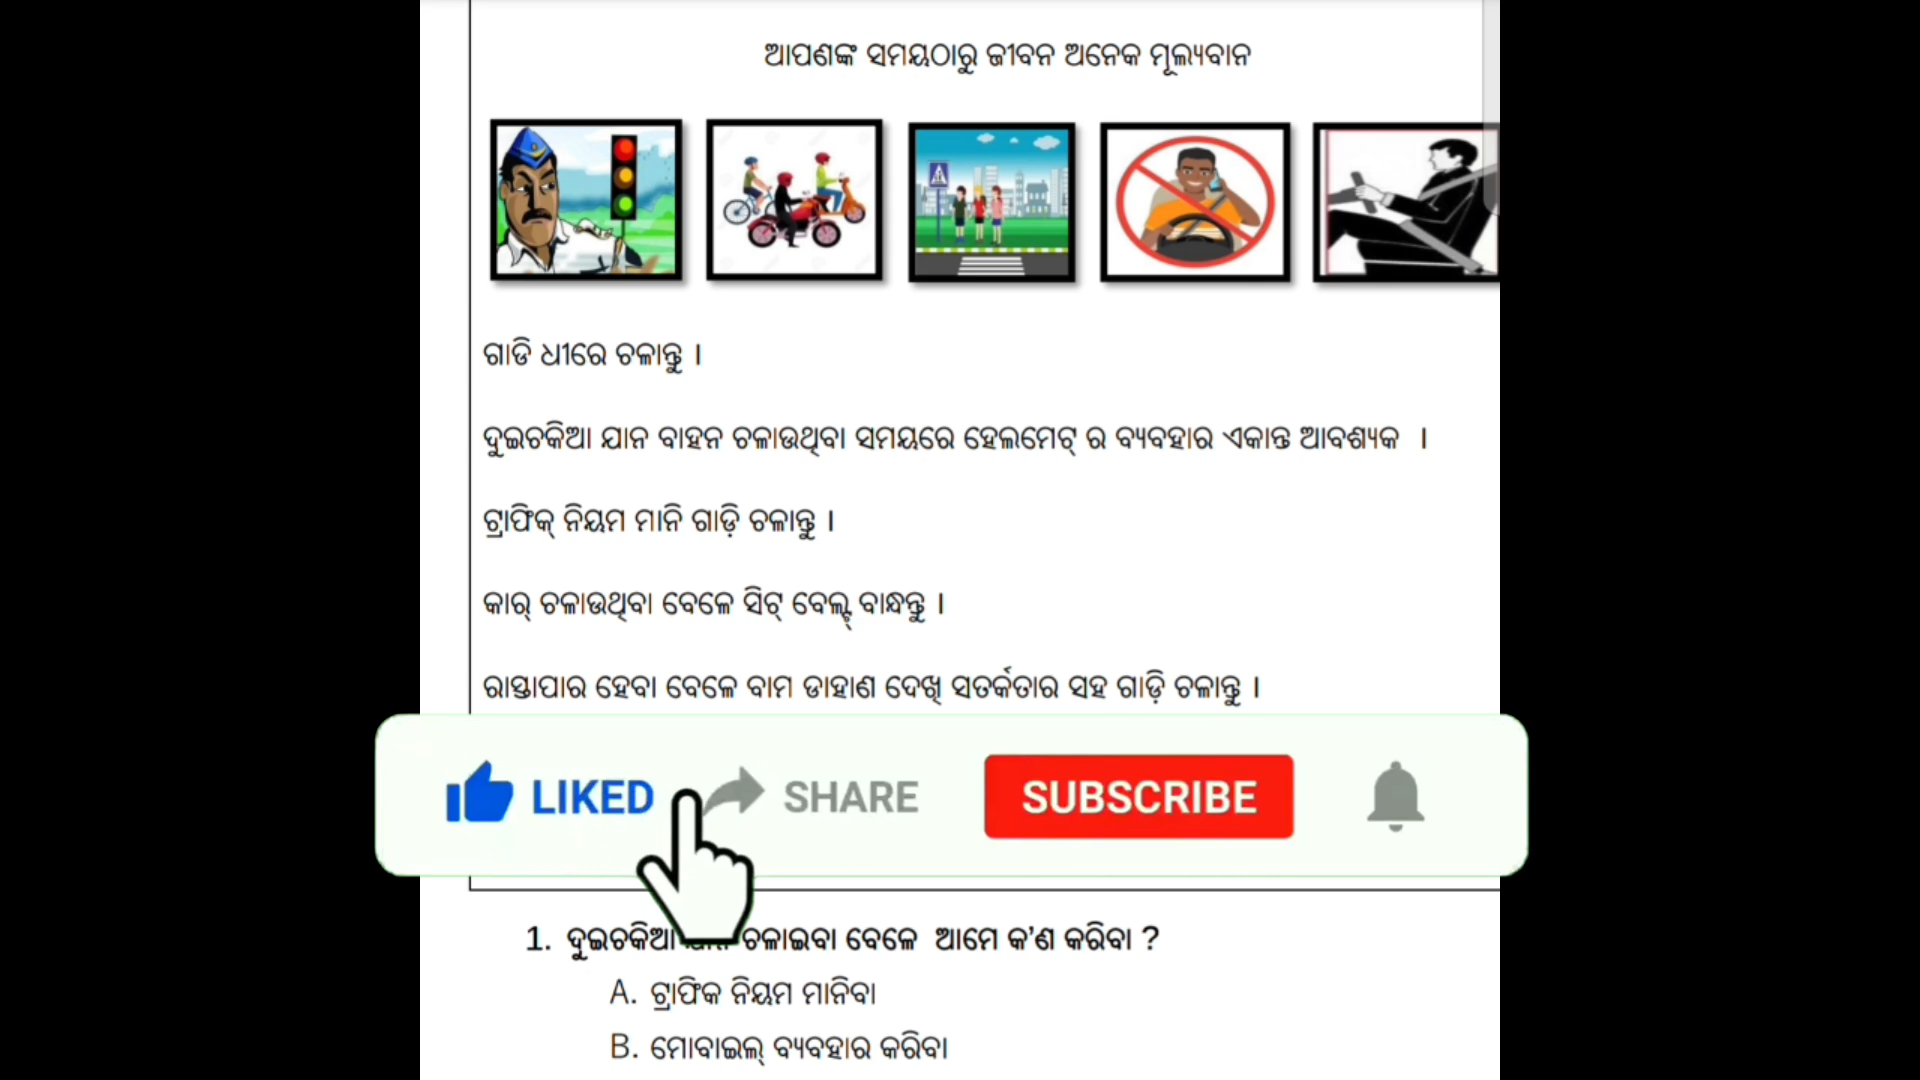 ଆପଣଙ୍କ ସମୟଠାରୁ ଜୀବନ ଅନେକ ମୂଲ୍ୟବାନ
ଗାଡି ଧୀରେ ଚଳାନ୍ତୁ ।
ଦୁଇଚକିଆ ଯାନ ବାହନ ଚଳାଉଥିବା ସମୟରେ ହେଲମେଟ୍ ର ବ୍ୟବହାର ଏକାନ୍ତ ଆବଶ୍ୟକ ।
ଟ୍ରାଫିକ୍ ନିୟମ ମାନି ଗାଡ଼ି ଚଳାନ୍ତୁ ।
କାର୍ ଚଳାଉଥିବା ବେଳେ ସିଟ୍ ବେଲ୍ଟ୍ ବାନ୍ଧନ୍ତୁ ।
ରାସ୍ତାପାର ହେବା ବେଳେ ବାମ ଡାହାଣ ଦେଖି ସତର୍କତାର ସହ ଗାଡ଼ି ଚଳାନ୍ତୁ ।
LIKED SHARE SUBSCRIBE
1. ଦୁଇଚକିଆ ଚଳାଇବା ବେଳେ ଆମେ କ'ଣ କରିବା ?
A. ଟ୍ରାଫିକ ନିୟମ ମାନିବା
B. ମୋବାଇଲ୍ ବ୍ୟବହାର କରିବା